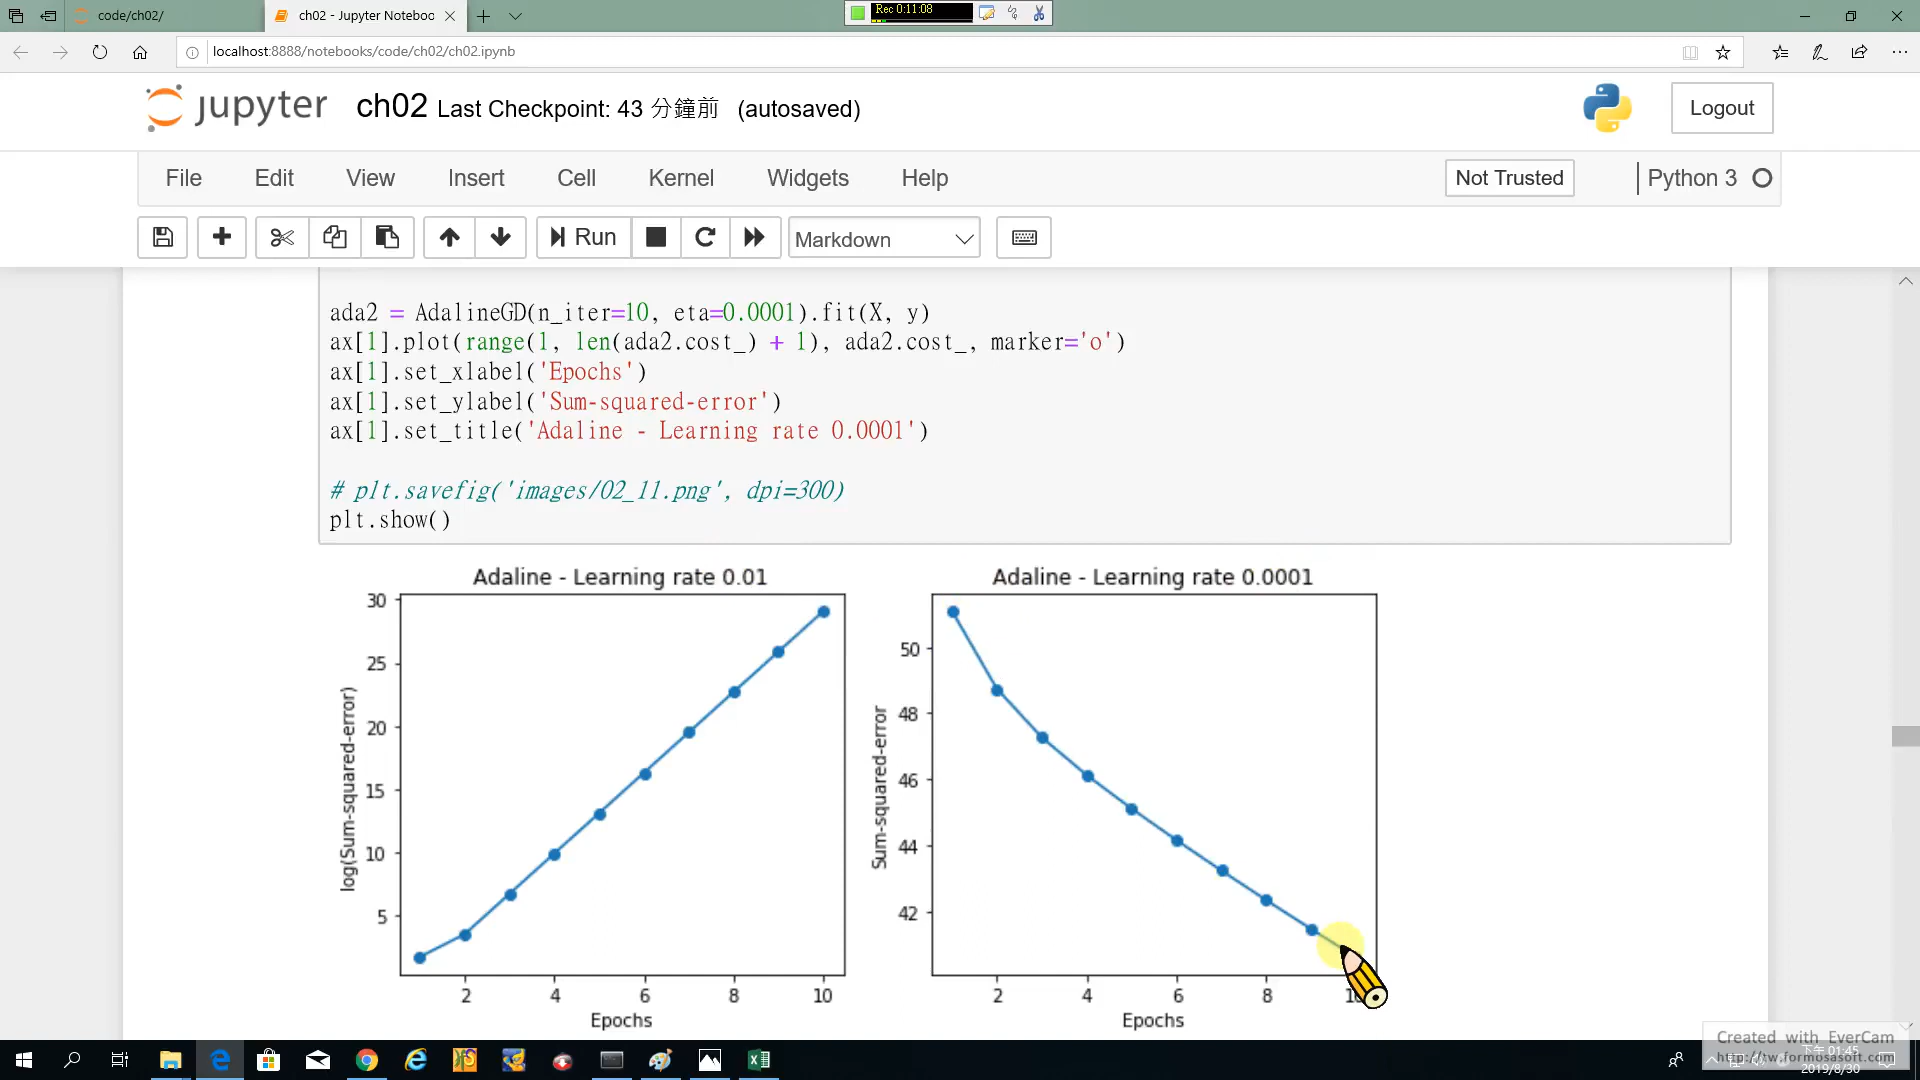 code/ch02/
ch02 - Jupyter Noteboo
Rec 0:11:08
localhost:8888/notebooks/code/ch02/ch02.ipynb
jupyter ch02 Last Checkpoint: 43 分鐘前 (autosaved)
Logout
File Edit View Insert Cell Kernel Widgets Help
Not Trusted
Python 3
Run
Markdown
ada2 = AdalineGD(n_iter=10, eta=0.0001).fit(X, y)
ax[1].plot(range(1, len(ada2.cost_) + 1), ada2.cost_, marker='o')
ax[1].set_xlabel('Epochs')
ax[1].set_ylabel('Sum-squared-error')
ax[1].set_title('Adaline - Learning rate 0.0001')
# plt.savefig('images/02_11.png', dpi=300)
plt.show()
Adaline - Learning rate 0.01
log(Sum-squared-error)
30
25
20
15
10
5
2 4 6 8 10
Epochs
Adaline - Learning rate 0.0001
Sum-squared-error
50
48
46
44
42
2 4 6 8
Epochs
Created with EverCam
http://tw.formosasoft.com
下午 01:45
2019/8/30